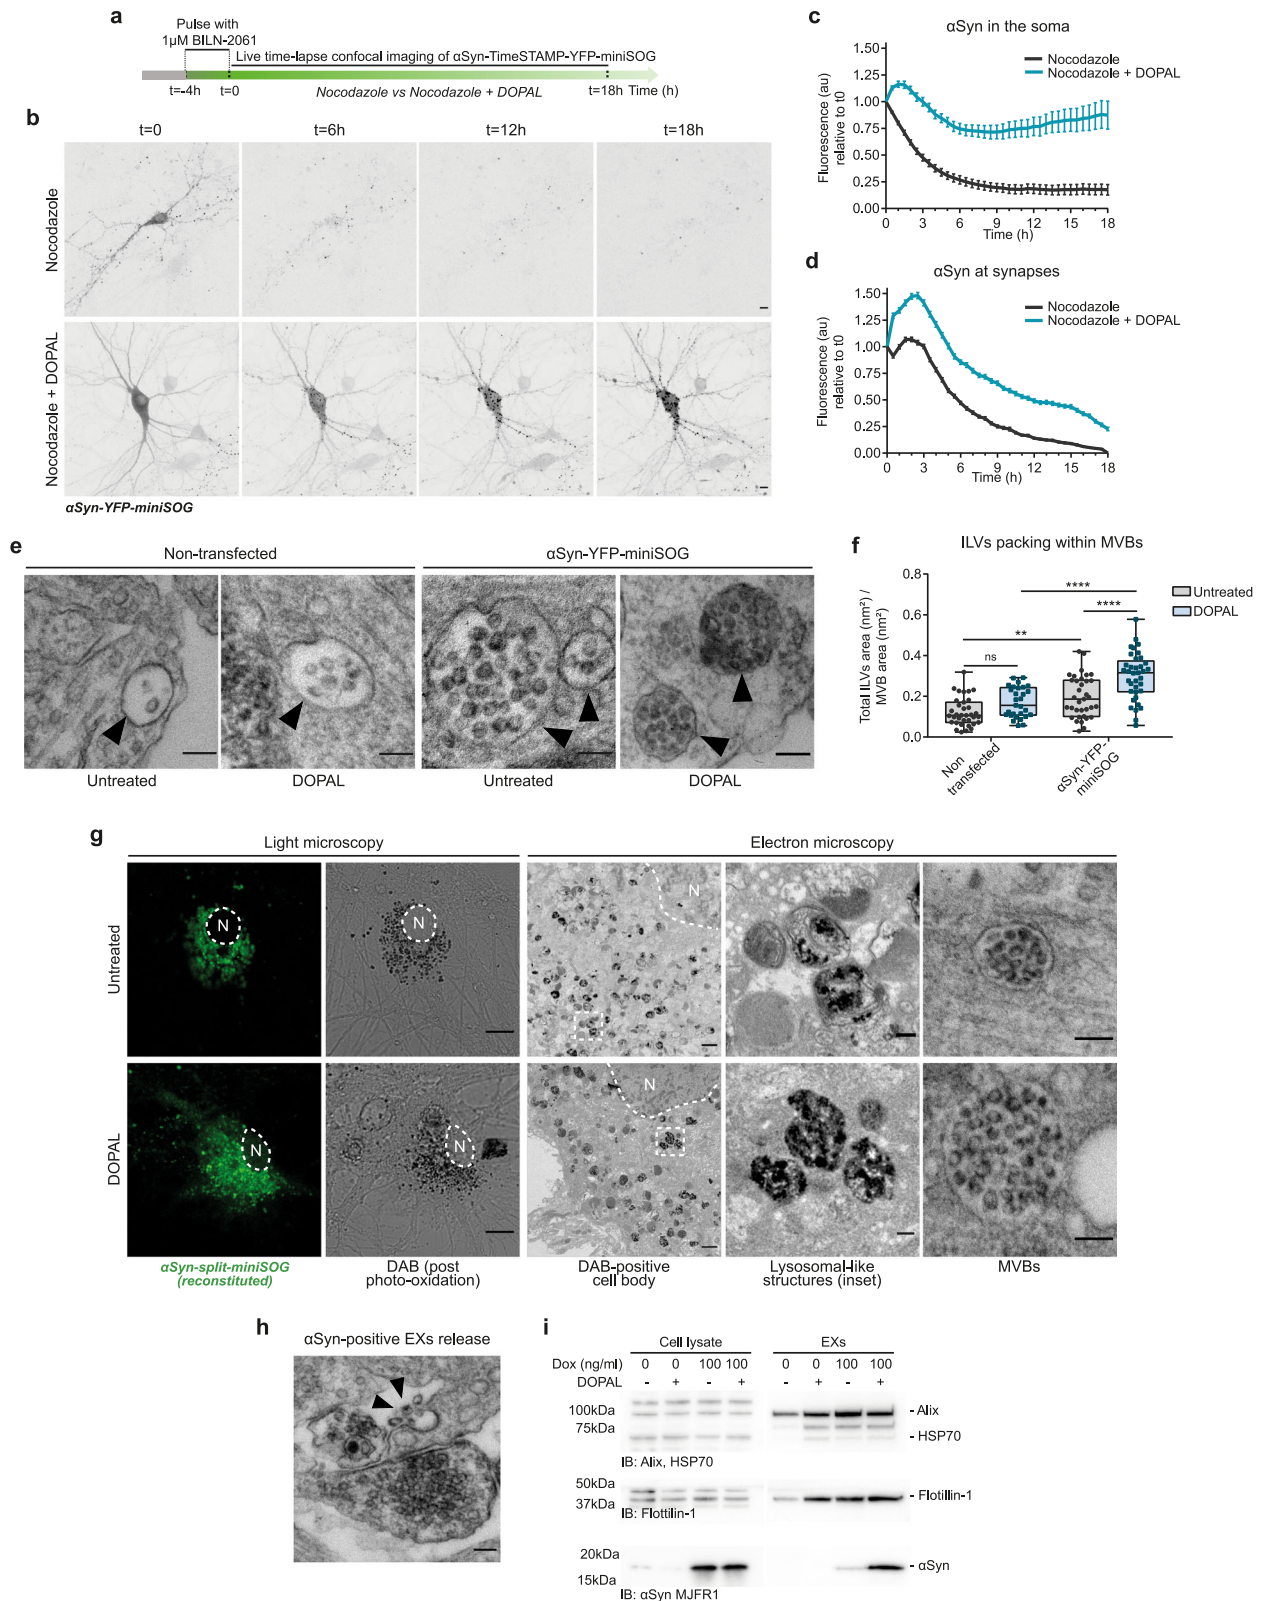 a
Pulse with
1µM BILN-2061
Live time-lapse confocal imaging of αSyn-TimeSTAMP-YFP-miniSOG
t=-4h
t=0
Nocodazole vs Nocodazole + DOPAL
t=18h
Time (h)
b
t=0
t=6h
t=12h
t=18h
Nocodazole
Nocodazole + DOPAL
αSyn-YFP-miniSOG
c
αSyn in the soma
Nocodazole
Nocodazole + DOPAL
Fluorescence (au)
relative to t0
1.50
1.25
1.00
0.75
0.50
0.25
0.00
0 3 6 9 12 15 18
Time (h)
d
αSyn at synapses
Nocodazole
Nocodazole + DOPAL
Fluorescence (au)
relative to t0
1.50
1.25
1.00
0.75
0.50
0.25
0.00
0 3 6 9 12 15 18
Time (h)
e
Non-transfected
αSyn-YFP-miniSOG
Untreated
DOPAL
Untreated
DOPAL
f
ILVs packing within MVBs
Total ILVs area (nm²) /
MVB area (nm²)
0.8
0.6
0.4
0.2
0.0
****
****
**
ns
Untreated
DOPAL
Non
transfected
αSyn-YFP-
miniSOG
g
Light microscopy
Electron microscopy
Untreated
N
N
N
DOPAL
N
N
N
αSyn-split-miniSOG
(reconstituted)
DAB (post
photo-oxidation)
DAB-positive
cell body
Lysosomal-like
structures (inset)
MVBs
h
αSyn-positive EXs release
i
Cell lysate
EXs
Dox (ng/ml) 0 0 100 100 0 0 100 100
DOPAL - + - + - + - +
100kDa
75kDa
- Alix
- HSP70
IB: Alix, HSP70
50kDa
37kDa
- Flotillin-1
IB: Flottilin-1
20kDa
15kDa
- αSyn
IB: αSyn MJFR1